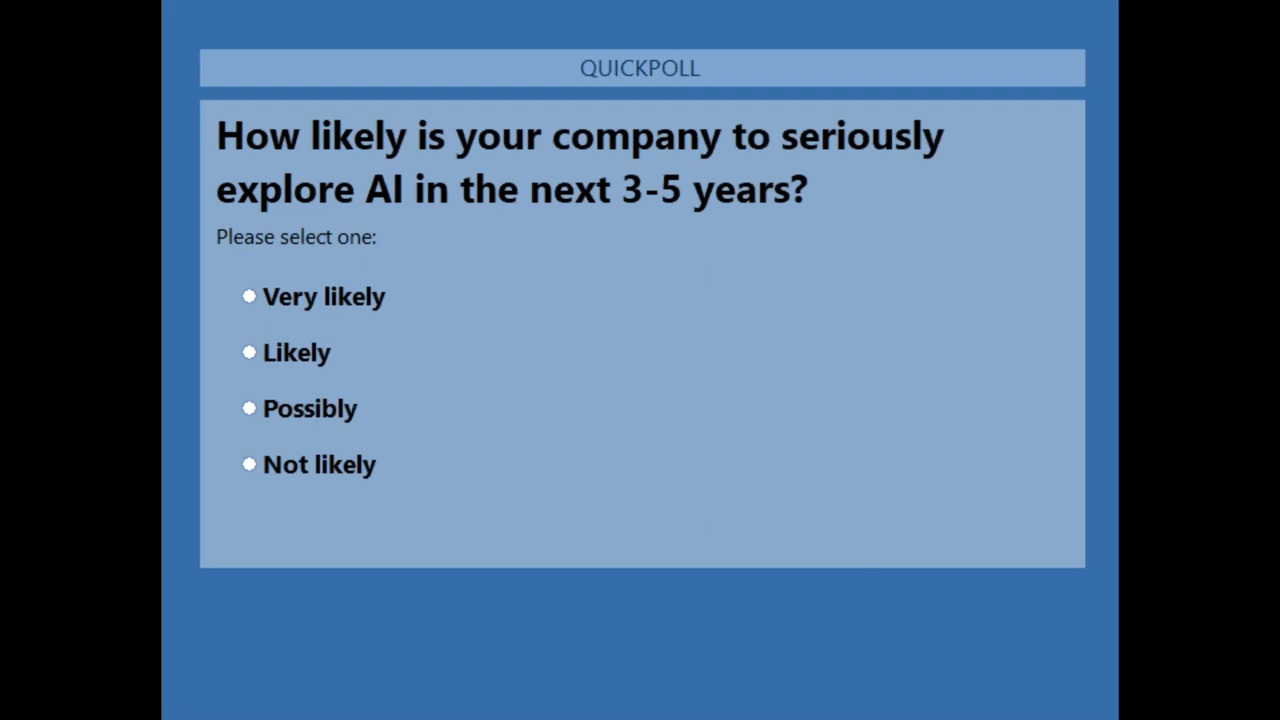 QUICKPOLL
How likely is your company to seriously
explore AI in the next 3-5 years?
Please select one:
Very likely
Likely
Possibly
Not likely